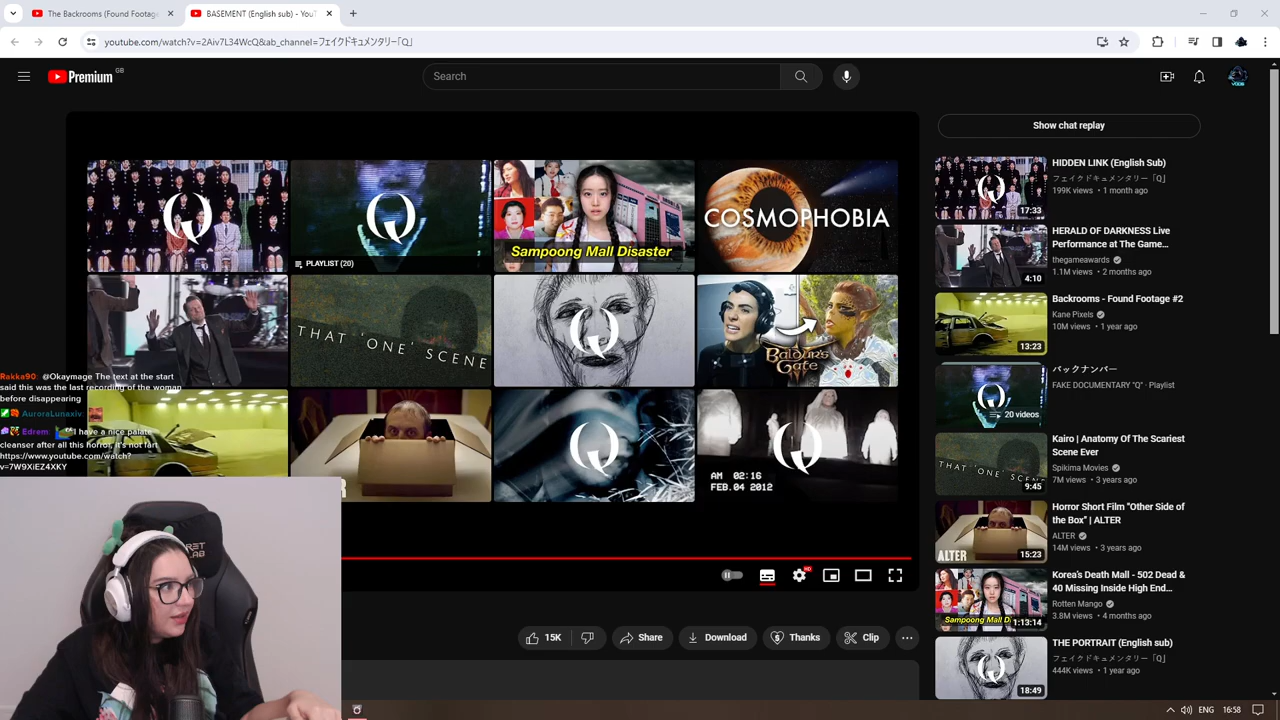 The Backrooms (Found Footag
BASEMENT (English sub) - YouT
youtube.com/watch?v=2Aiv7L34WcQ&ab_channel=フェイクドキュメンタリー「Q」
Premium
GB
Search
Q
Q
PLAYLIST (20)
Sampoong Mall Disaster
COSMOPHOBIA
THAT 'ONE' SCENE
Q
BALDUR'S
GATE
Q
AM 02:16
FEB.04 2012
Q
Rakka90: @Okaymage The text at the start
said this was the last recording of the woman
before disappearing
AuroraLunaxiv
Edrem: I have a nice palate
cleanser after all this horror, it's not fart
https://www.youtube.com/watch?
v=7W9XiEZ4XKY
HD
15K
Share
Download
Thanks
Clip
Show chat replay
17:33
HIDDEN LINK (English Sub)
フェイクドキュメンタリー「Q」
199K views • 1 month ago
4:10
HERALD OF DARKNESS Live
Performance at The Game…
thegameawards
1.1M views • 2 months ago
13:23
Backrooms - Found Footage #2
Kane Pixels
10M views • 1 year ago
20 videos
バックナンバー
FAKE DOCUMENTARY "Q" · Playlist
THAT 'ONE' SCEN
9:45
Kairo | Anatomy Of The Scariest
Scene Ever
Spikima Movies
7M views • 3 years ago
ALTER
15:23
Horror Short Film "Other Side of
the Box" | ALTER
ALTER
14M views • 3 years ago
Sampoong Mall D
1:13:14
Korea's Death Mall - 502 Dead &
40 Missing Inside High End…
Rotten Mango
3.8M views • 4 months ago
18:49
THE PORTRAIT (English sub)
フェイクドキュメンタリー「Q」
444K views • 1 year ago
ENG
16:58